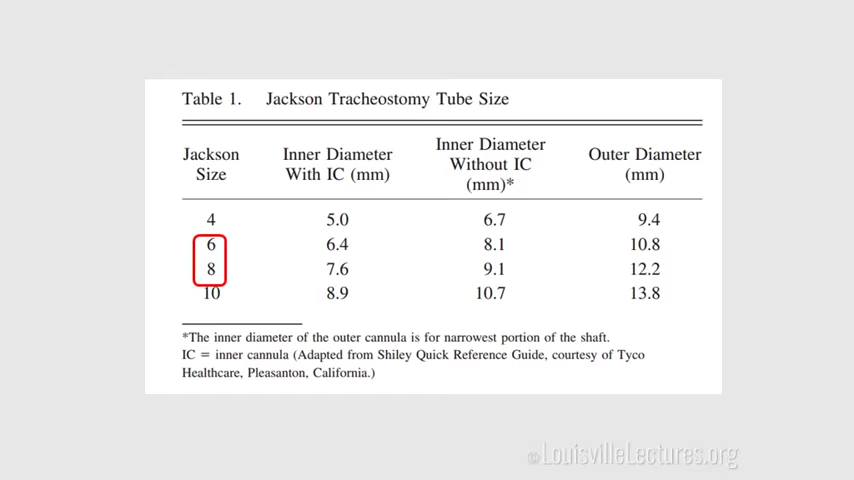 Table 1. Jackson Tracheostomy Tube Size
Jackson Size Inner Diameter With IC (mm) Inner Diameter Without IC (mm)* Outer Diameter (mm)
4 5.0 6.7 9.4
6 6.4 8.1 10.8
8 7.6 9.1 12.2
10 8.9 10.7 13.8
*The inner diameter of the outer cannula is for narrowest portion of the shaft.
IC = inner cannula (Adapted from Shiley Quick Reference Guide, courtesy of Tyco
Healthcare, Pleasanton, California.)
©LouisvilleLectures.org